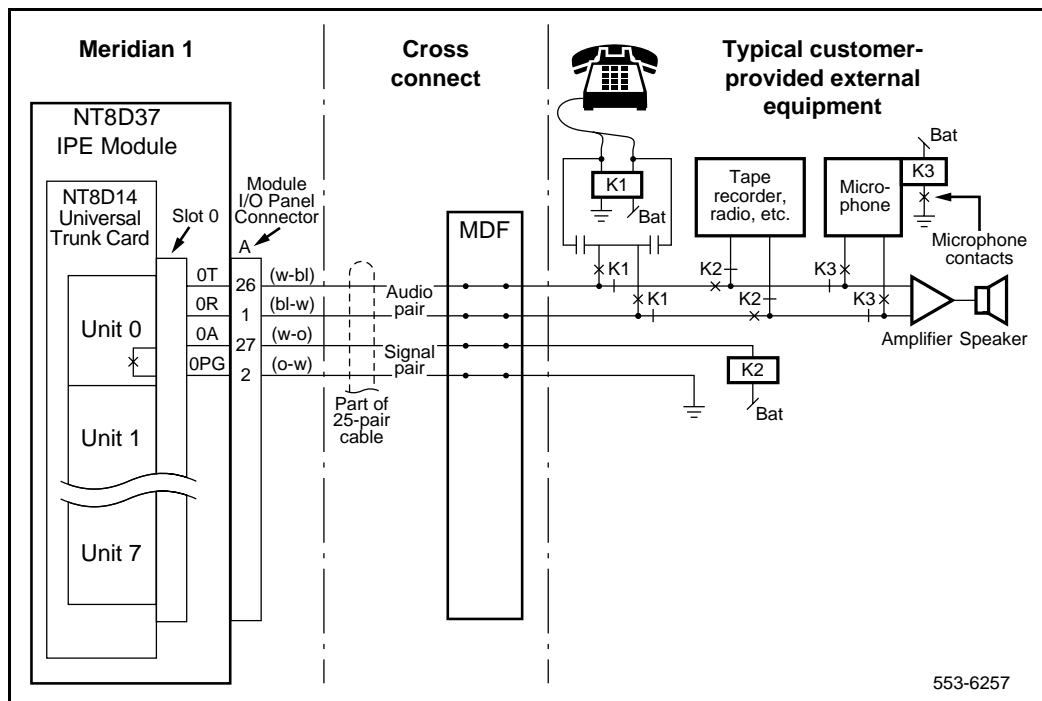 Meridian 1
Cross
connect
Typical customer-
provided external
equipment
NT8D37
IPE Module
NT8D14
Universal
Trunk Card
Slot 0
Module
I/O Panel
Connector
A
MDF
K1
Bat
Tape
recorder,
radio, etc.
Micro-
phone
K3
Bat
Microphone
contacts
Unit 0
Unit 1
Unit 7
0T
26
(w-bl)
0R
1
(bl-w)
0A
27
(w-o)
0PG
2
(o-w)
Audio
pair
Signal
pair
Part of
25-pair
cable
K1
K1
K2
K2
K3
K3
Amplifier
Speaker
K2
Bat
553-6257